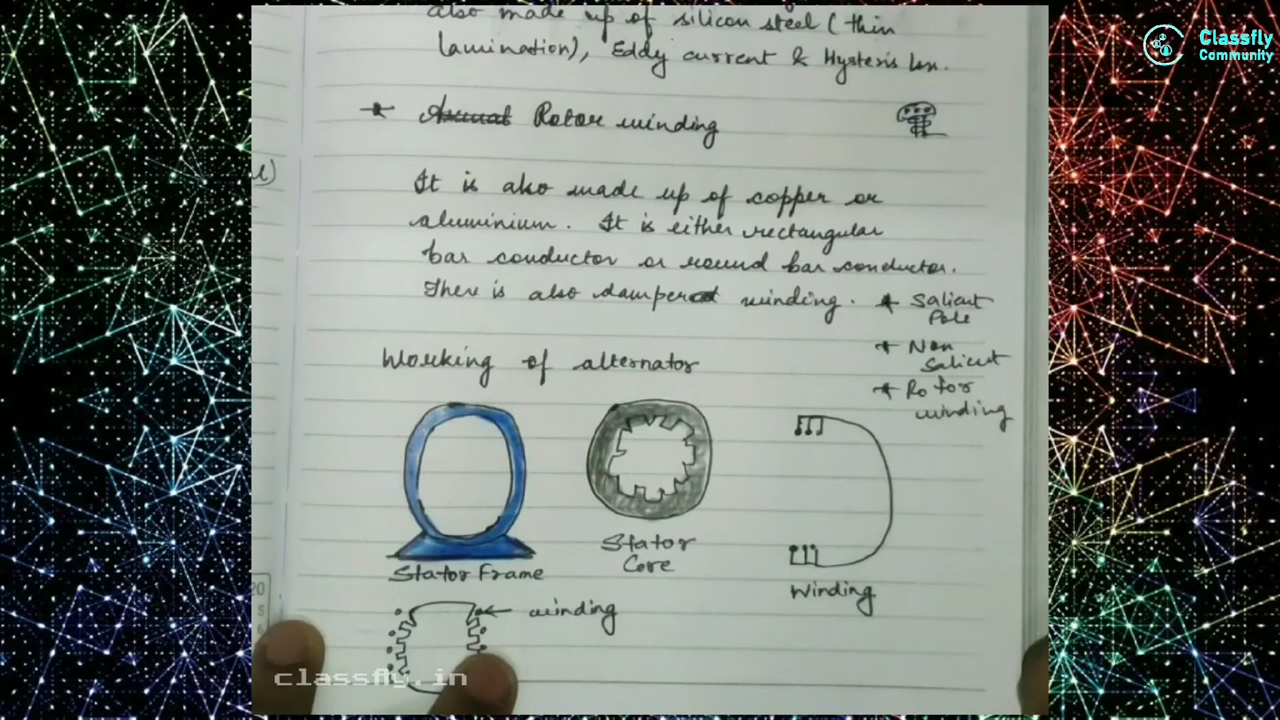 also made up of silicon steel (thin
lamination), Eddy current & Hysteris loss.
* Rotor winding
It is also made up of copper or
aluminium. It is either rectangular
bar conductor or round bar conductor.
There is also damper winding.
* Salient
Pole
* Non
Salient
* Rotor
winding
Working of alternator
Stator Frame
Stator
Core
Winding
winding
classfly.in
Classfly
Community
20